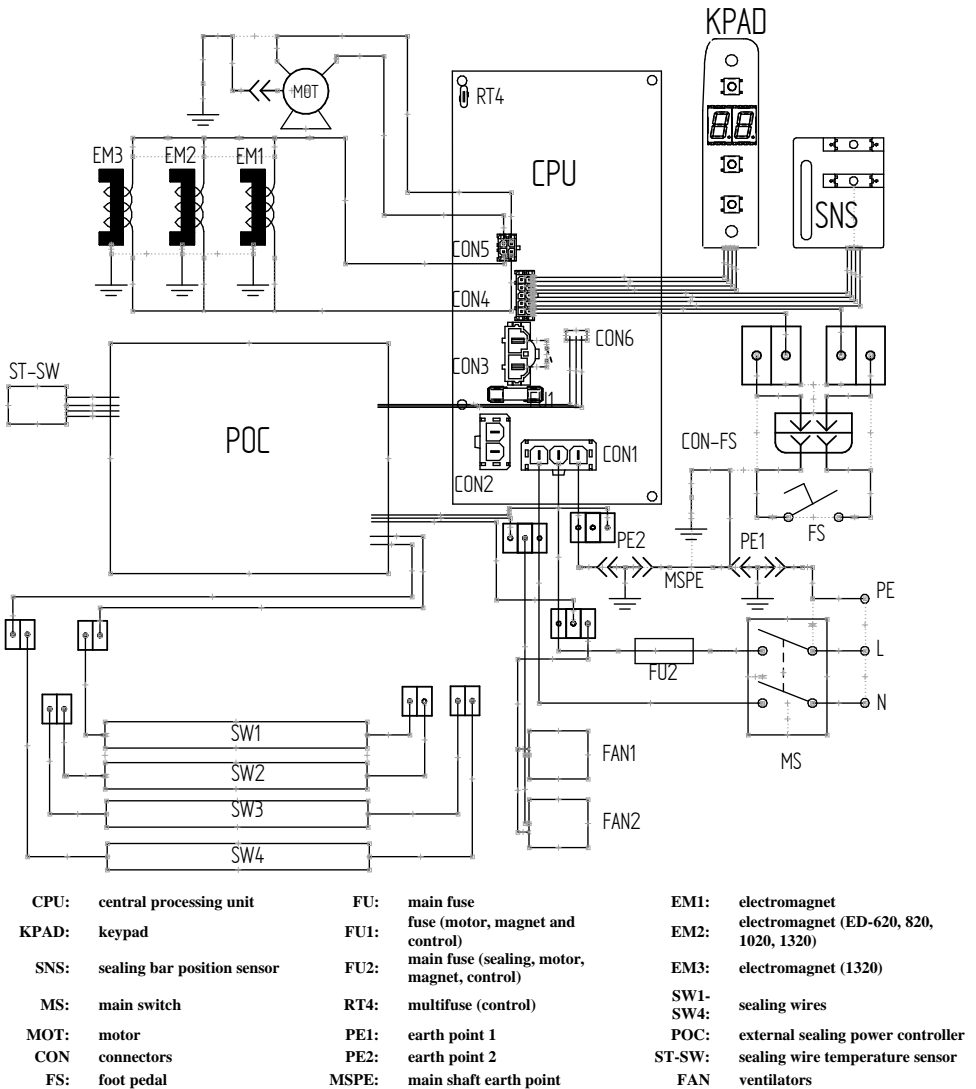 KPAD
MOT
RT4
CPU
88
EM3 EM2 EM1
SNS
CON5
CON4
CON6
CON3
ST-SW
POC
CON2
CON1
CON-FS
FS
PE2
MSPE
PE1
PE
L
N
FU2
MS
SW1
SW2
SW3
SW4
FAN1
FAN2
CPU: central processing unit FU: main fuse EM1: electromagnet
KPAD: keypad FU1: fuse (motor, magnet and control) EM2: electromagnet (ED-620, 820, 1020, 1320)
SNS: sealing bar position sensor FU2: main fuse (sealing, motor, magnet, control) EM3: electromagnet (1320)
MS: main switch RT4: multifuse (control) SW1-SW4: sealing wires
MOT: motor PE1: earth point 1 POC: external sealing power controller
CON connectors PE2: earth point 2 ST-SW: sealing wire temperature sensor
FS: foot pedal MSPE: main shaft earth point FAN ventilators